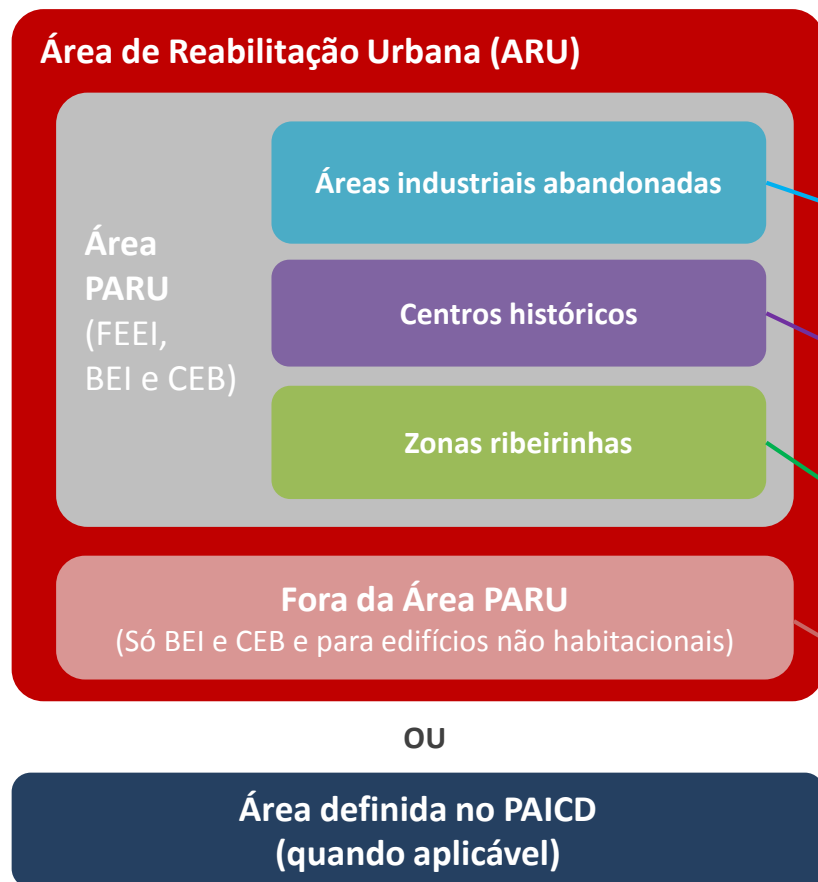 Área de Reabilitação Urbana (ARU)
Áreas industriais abandonadas
Área
PARU
(FEEI,
BEI e CEB)
Centros históricos
Zonas ribeirinhas
Fora da Área PARU
(Só BEI e CEB e para edifícios não habitacionais)
OU
Área definida no PAICD
(quando aplicável)